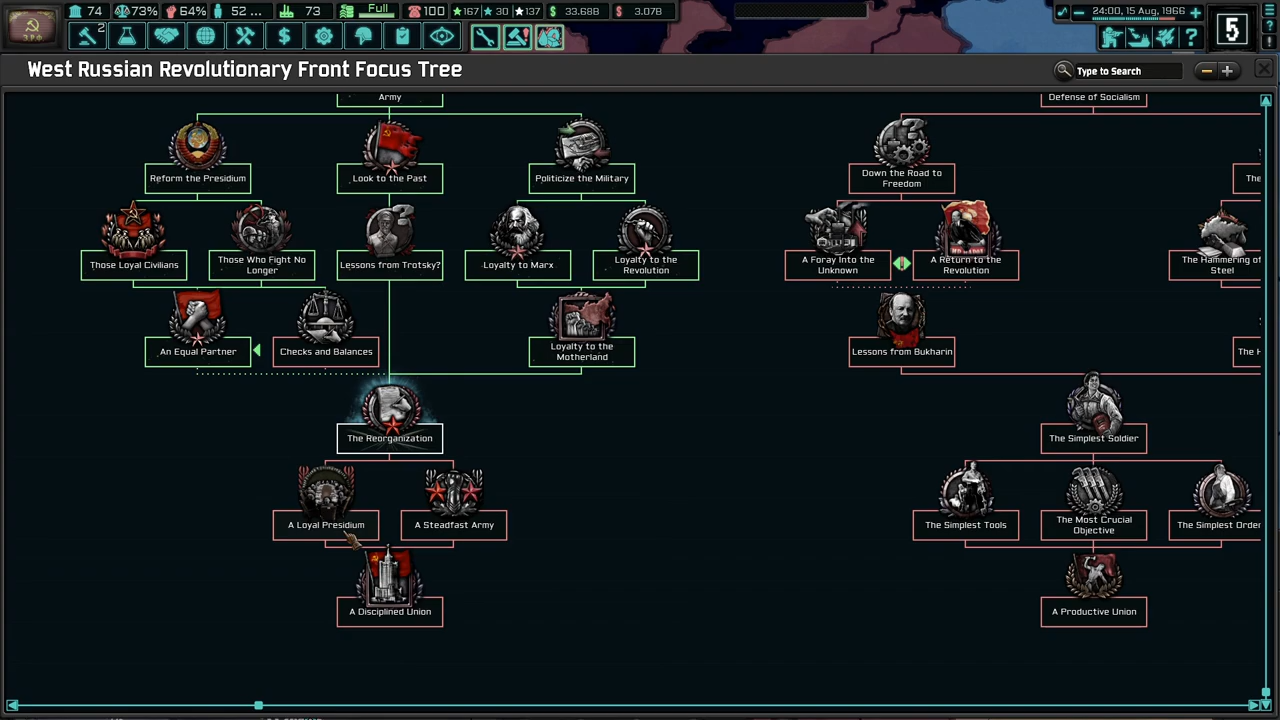 74 73% 64% 52 ... 73 Full 100 167 30 137 $ 33.68B $ 3.07B 24:00, 15 Aug, 1966
2 5
West Russian Revolutionary Front Focus Tree
Type to Search
Army
Defense of Socialism
Reform the Presidium
Look to the Past
Politicize the Military
Down the Road to
Freedom
The
Those Loyal Civilians
Those Who Fight No
Longer
Lessons from Trotsky?
Loyalty to Marx
Loyalty to the
Revolution
A Foray Into the
Unknown
A Return to the
Revolution
The Hammering of
Steel
An Equal Partner
Checks and Balances
Loyalty to the
Motherland
Lessons from Bukharin
The H
The Reorganization
The Simplest Soldier
A Loyal Presidium
A Steadfast Army
The Simplest Tools
The Most Crucial
Objective
The Simplest Order
A Disciplined Union
A Productive Union